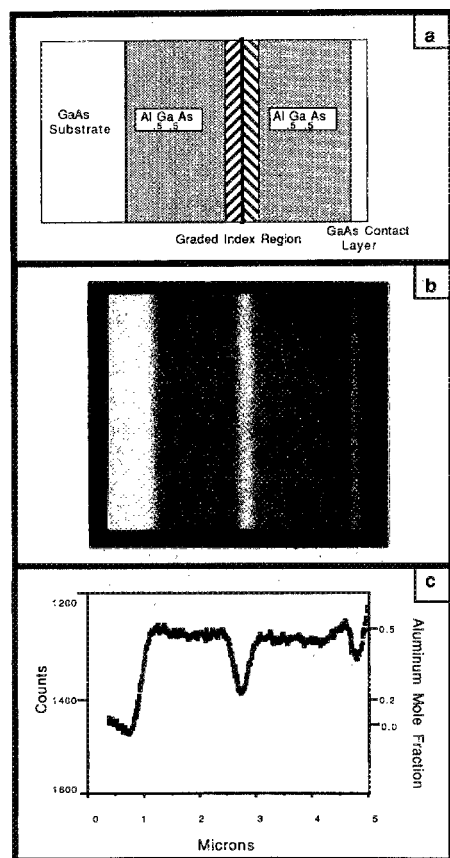 a
GaAs
Substrate
Al Ga As
.5 .5
Al Ga As
.5 .5
Graded Index Region
GaAs Contact
Layer
b
c
1200
1400
1600
Counts
0.5
0.2
0.0
Aluminum Mole Fraction
0 1 2 3 4 5
Microns